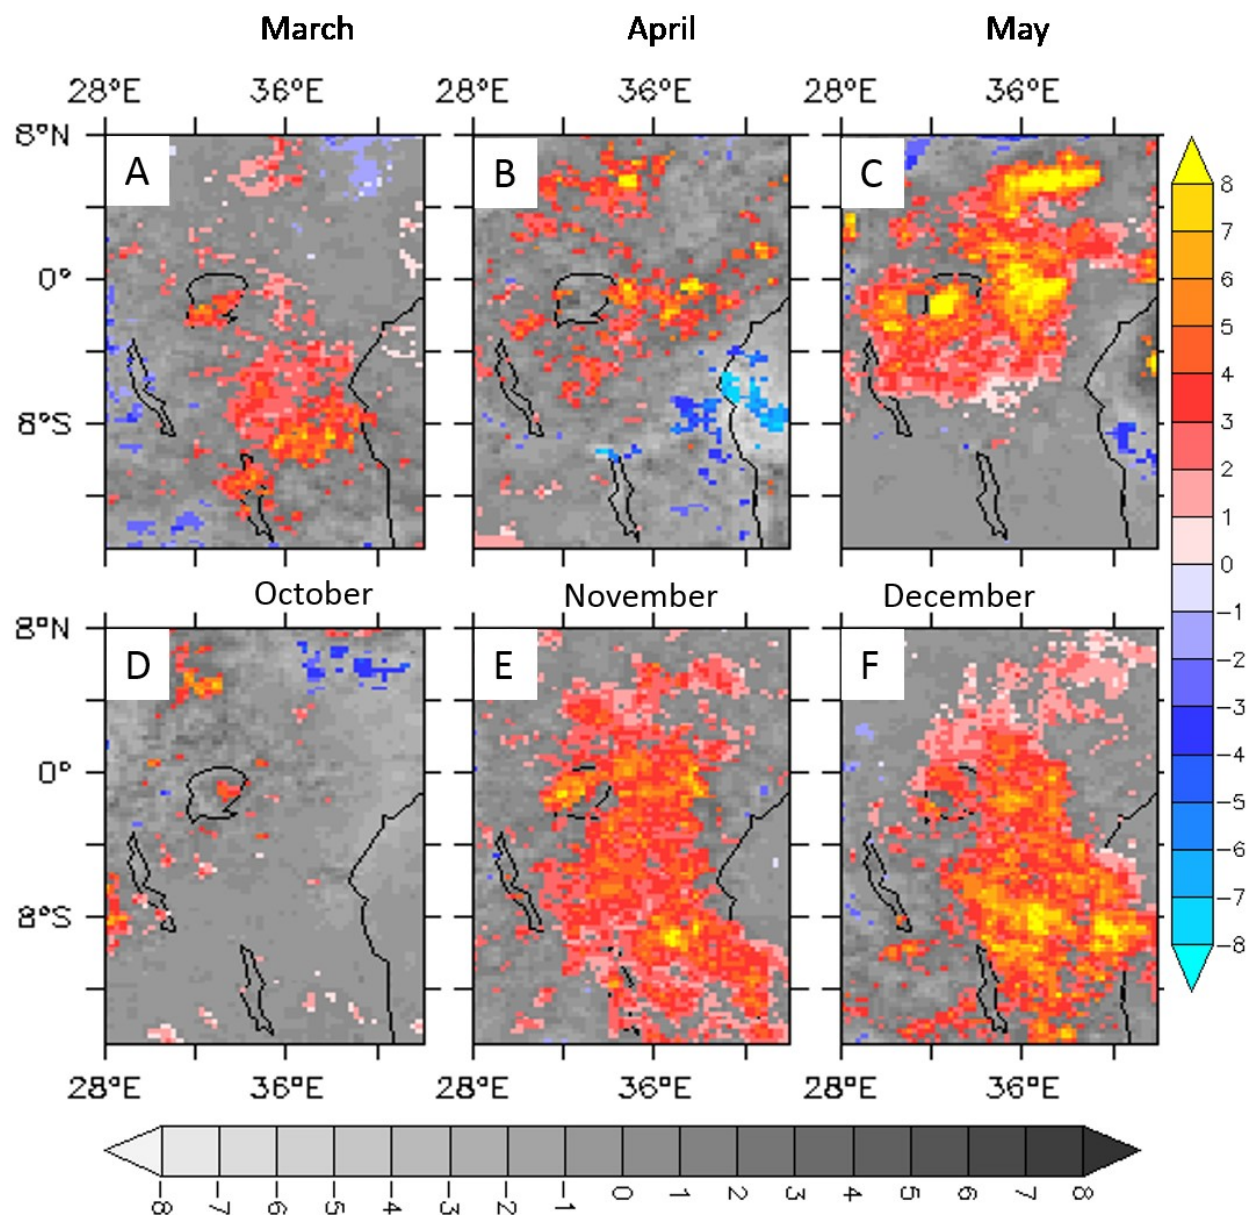 March April May
28°E 36°E 28°E 36°E 28°E 36°E
8°N A B C
0°
8°S
8
7
6
5
4
3
2
1
0
-1
-2
-3
-4
-5
-6
-7
-8
October November December
8°N D E F
0°
8°S
28°E 36°E 28°E 36°E 28°E 36°E
-8 -7 -6 -5 -4 -3 -2 -1 0 1 2 3 4 5 6 7 8